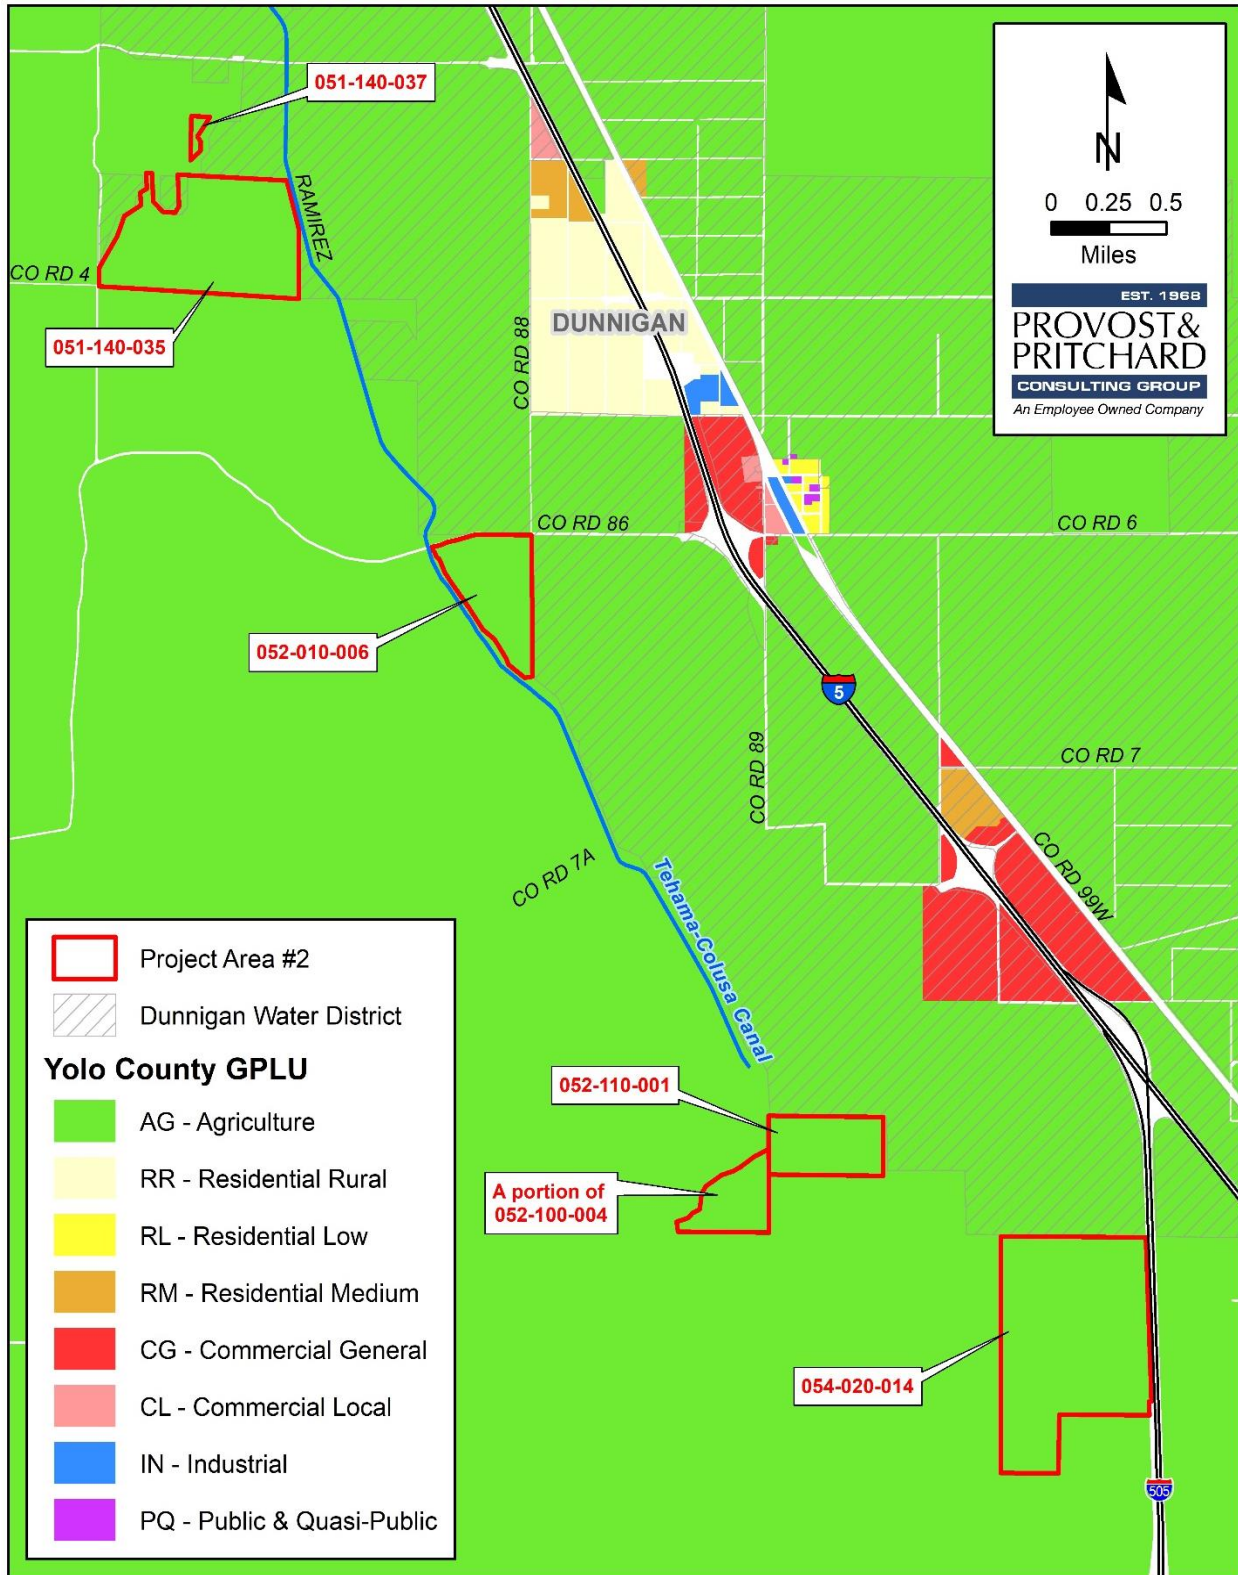 051-140-037
N
0 0.25 0.5
Miles
EST. 1968
PROVOST&
PRITCHARD
CONSULTING GROUP
An Employee Owned Company
RAMIREZ
CO RD 4
051-140-035
CO RD 88
DUNNIGAN
CO RD 86
CO RD 6
052-010-006
5
CO RD 89
CO RD 7
CO RD 99W
CO RD 7A
Tehama-Colusa Canal
Project Area #2
Dunnigan Water District
Yolo County GPLU
AG - Agriculture
RR - Residential Rural
RL - Residential Low
RM - Residential Medium
CG - Commercial General
CL - Commercial Local
IN - Industrial
PQ - Public & Quasi-Public
052-110-001
A portion of
052-100-004
054-020-014
505